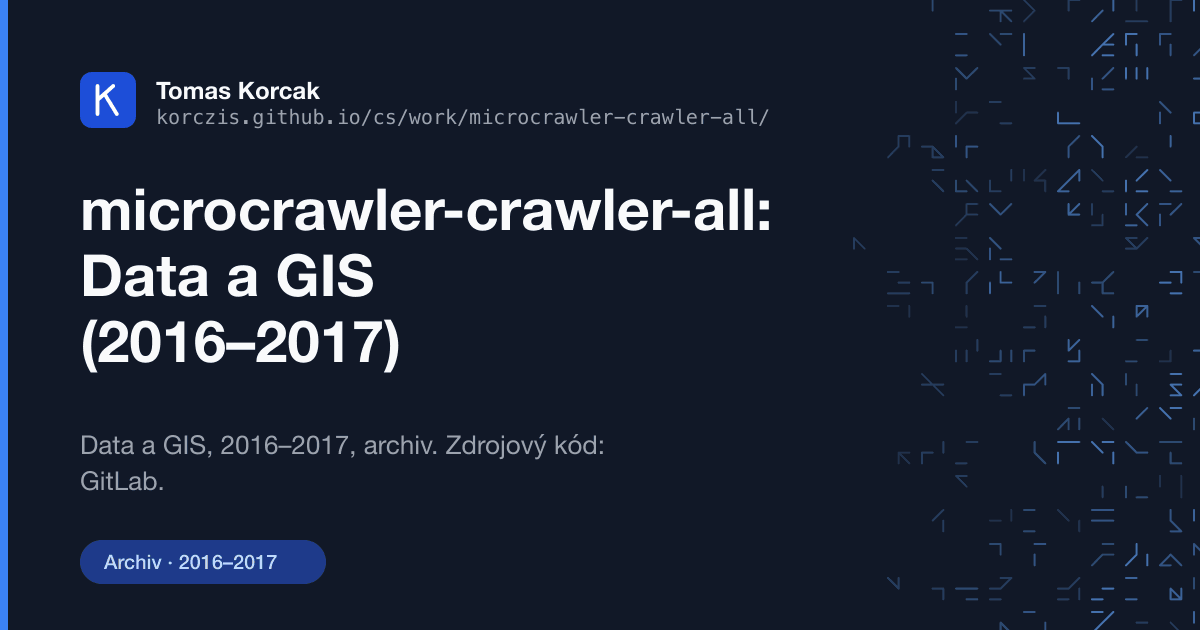 K
Tomas Korcak
korczis.github.io/cs/work/microcrawler-crawler-all/
microcrawler-crawler-all:
Data a GIS
(2016–2017)
Data a GIS, 2016–2017, archiv. Zdrojový kód:
GitLab.
Archiv · 2016–2017